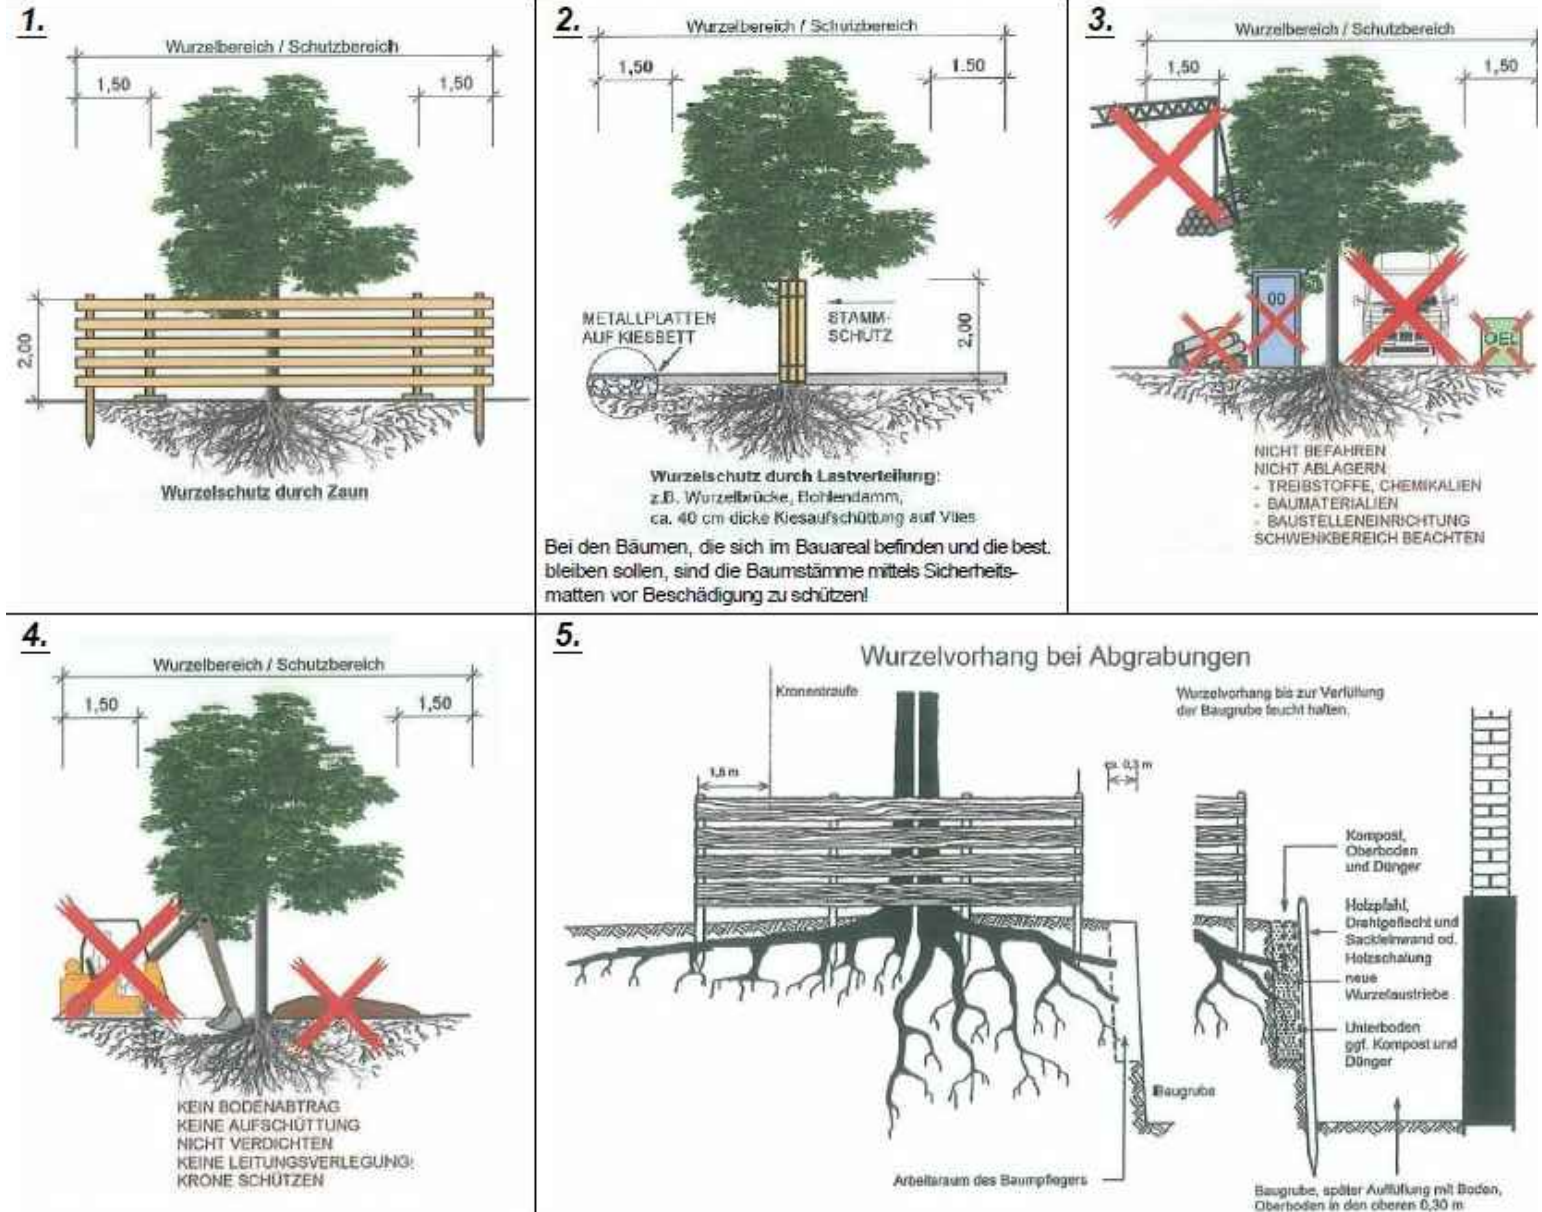 1.
Wurzelbereich / Schutzbereich
1,50
1,50
2,00
Wurzelschutz durch Zaun
2.
Wurzelbereich / Schutzbereich
1,50
1.50
METALLPLATTEN
AUF KIESBETT
STAMM-
SCHUTZ
2,00
Wurzelschutz durch Lastverteilung:
z.B. Wurzelbrücke, Bohlendamm,
ca. 40 cm dicke Kiesaufschüttung auf Vlies
Bei den Bäumen, die sich im Bauareal befinden und die best.
bleiben sollen, sind die Baumstämme mittels Sicherheits-
matten vor Beschädigung zu schützen!
3.
Wurzelbereich / Schutzbereich
1,50
1,50
00
OEL
NICHT BEFAHREN
NICHT ABLAGERN:
- TREIBSTOFFE, CHEMIKALIEN
- BAUMATERIALIEN
- BAUSTELLENEINRICHTUNG
SCHWENKBEREICH BEACHTEN
4.
Wurzelbereich / Schutzbereich
1,50
1,50
KEIN BODENABTRAG
KEINE AUFSCHÜTTUNG
NICHT VERDICHTEN
KEINE LEITUNGSVERLEGUNG!
KRONE SCHÜTZEN
5.
Wurzelvorhang bei Abgrabungen
Kronentraufe
Wurzelvorhang bis zur Verfüllung
der Baugrube feucht halten.
1,5 m
ca. 0,3 m
Kompost,
Oberboden
und Dünger
Holzpfahl,
Drahtgeflecht und
Sackleinwand od.
Holzschalung
neue
Wurzelaustriebe
Unterboden
ggf. Kompost und
Dünger
Baugrube
Arbeitsraum des Baumpflegers
Baugrube, später Auffüllung mit Boden,
Oberboden in den oberen 0,30 m